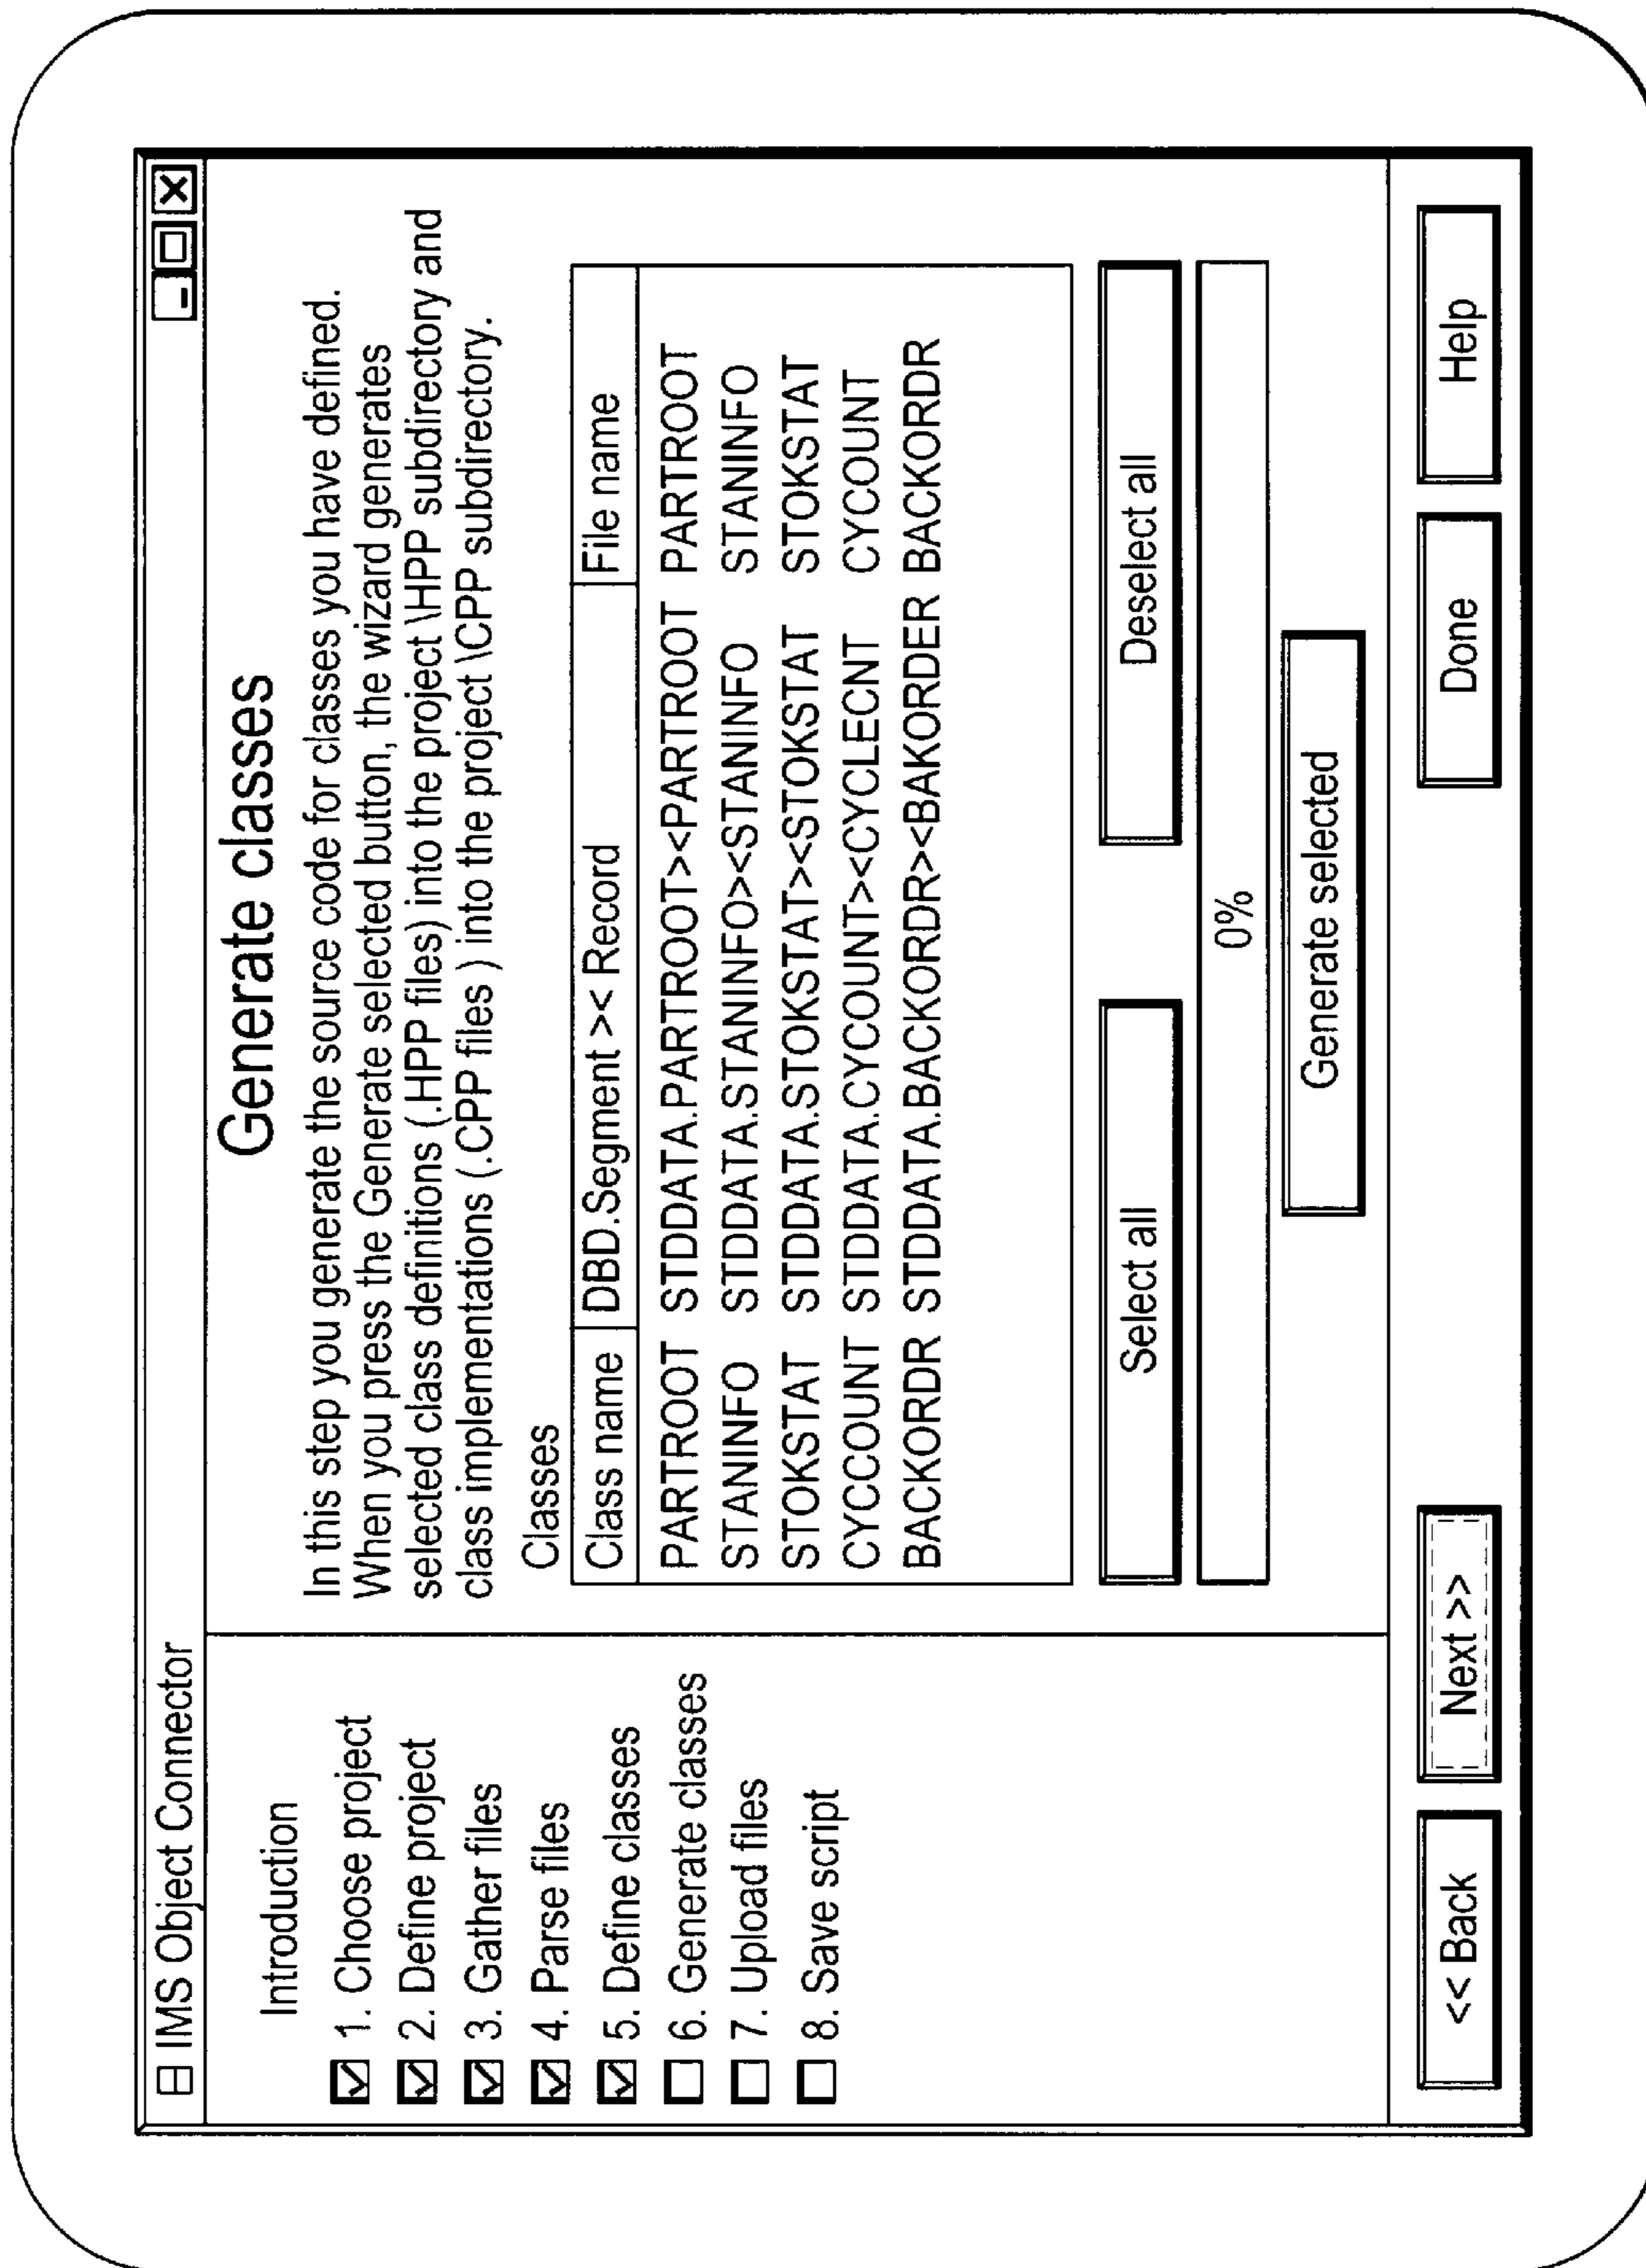 IMS Object Connector
Introduction
1. Choose project
2. Define project
3. Gather files
4. Parse files
5. Define classes
6. Generate classes
7. Upload files
8. Save script
Generate classes
In this step you generate the source code for classes you have defined.
When you press the Generate selected button, the wizard generates
selected class definitions (.HPP files) into the project \HPP subdirectory and
class implementations (.CPP files ) into the project \CPP subdirectory.
Classes
Class name DBD.Segment >< Record File name
PARTROOT STDDATA.PARTROOT><PARTROOT PARTROOT
STANINFO STDDATA.STANINFO><STANINFO STANINFO
STOKSTAT STDDATA.STOKSTAT><STOKSTAT STOKSTAT
CYCCOUNT STDDATA.CYCOUNT><CYCLECNT CYCOUNT
BACKORDR STDDATA.BACKORDR><BAKORDER BACKORDR
Select all Deselect all
0%
Generate selected
<< Back Next >> Done Help